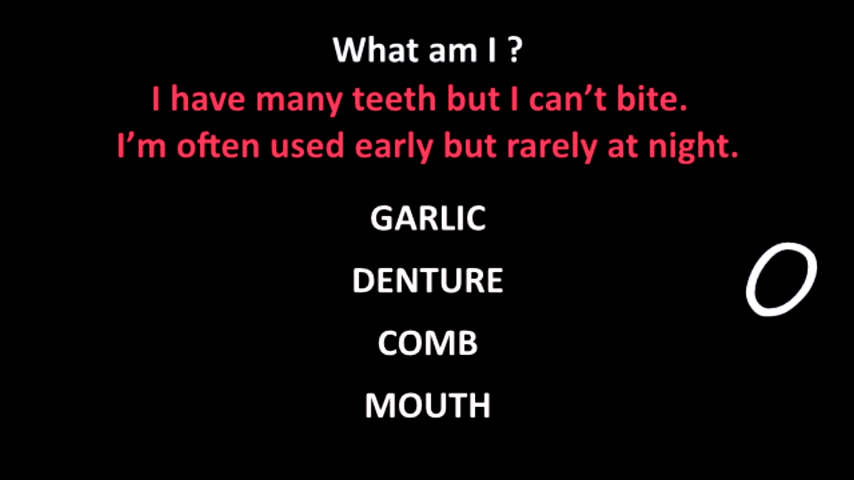 What am I ?
I have many teeth but I can’t bite.
I’m often used early but rarely at night.
GARLIC
DENTURE
0
COMB
MOUTH